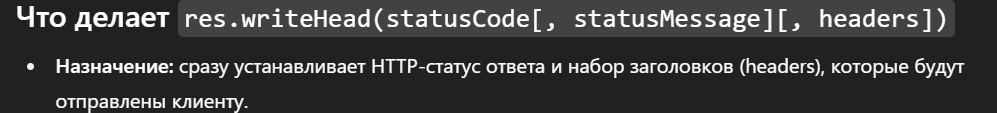 Что делает res.writeHead(statusCode[, statusMessage][, headers])
• Назначение: сразу устанавливает HTTP-статус ответа и набор заголовков (headers), которые будут
отправлены клиенту.